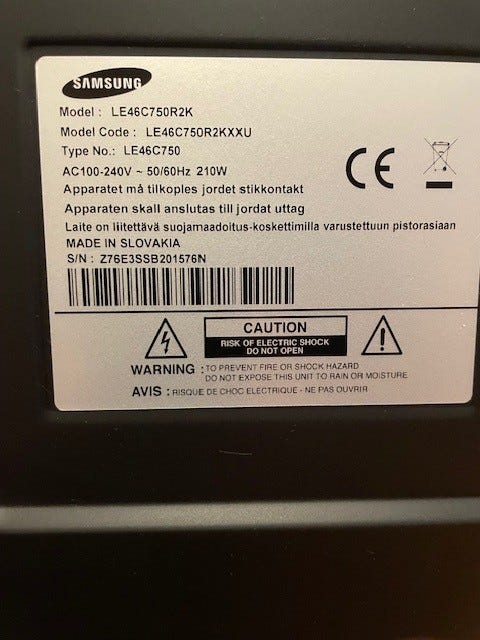 SAMSUNG
Model : LE46C750R2K
Model Code : LE46C750R2KXXU
Type No.: LE46C750
AC100-240V ~ 50/60Hz 210W
Apparatet må tilkoples jordet stikkontakt
Apparaten skall anslutas till jordat uttag
Laite on liitettävä suojamaadoitus-koskettimilla varustettuun pistorasiaan
MADE IN SLOVAKIA
S/N : Z76E3SSB201576N
CE
CAUTION
RISK OF ELECTRIC SHOCK
DO NOT OPEN
WARNING : TO PREVENT FIRE OR SHOCK HAZARD
DO NOT EXPOSE THIS UNIT TO RAIN OR MOISTURE
AVIS : RISQUE DE CHOC ELECTRIQUE - NE PAS OUVRIR